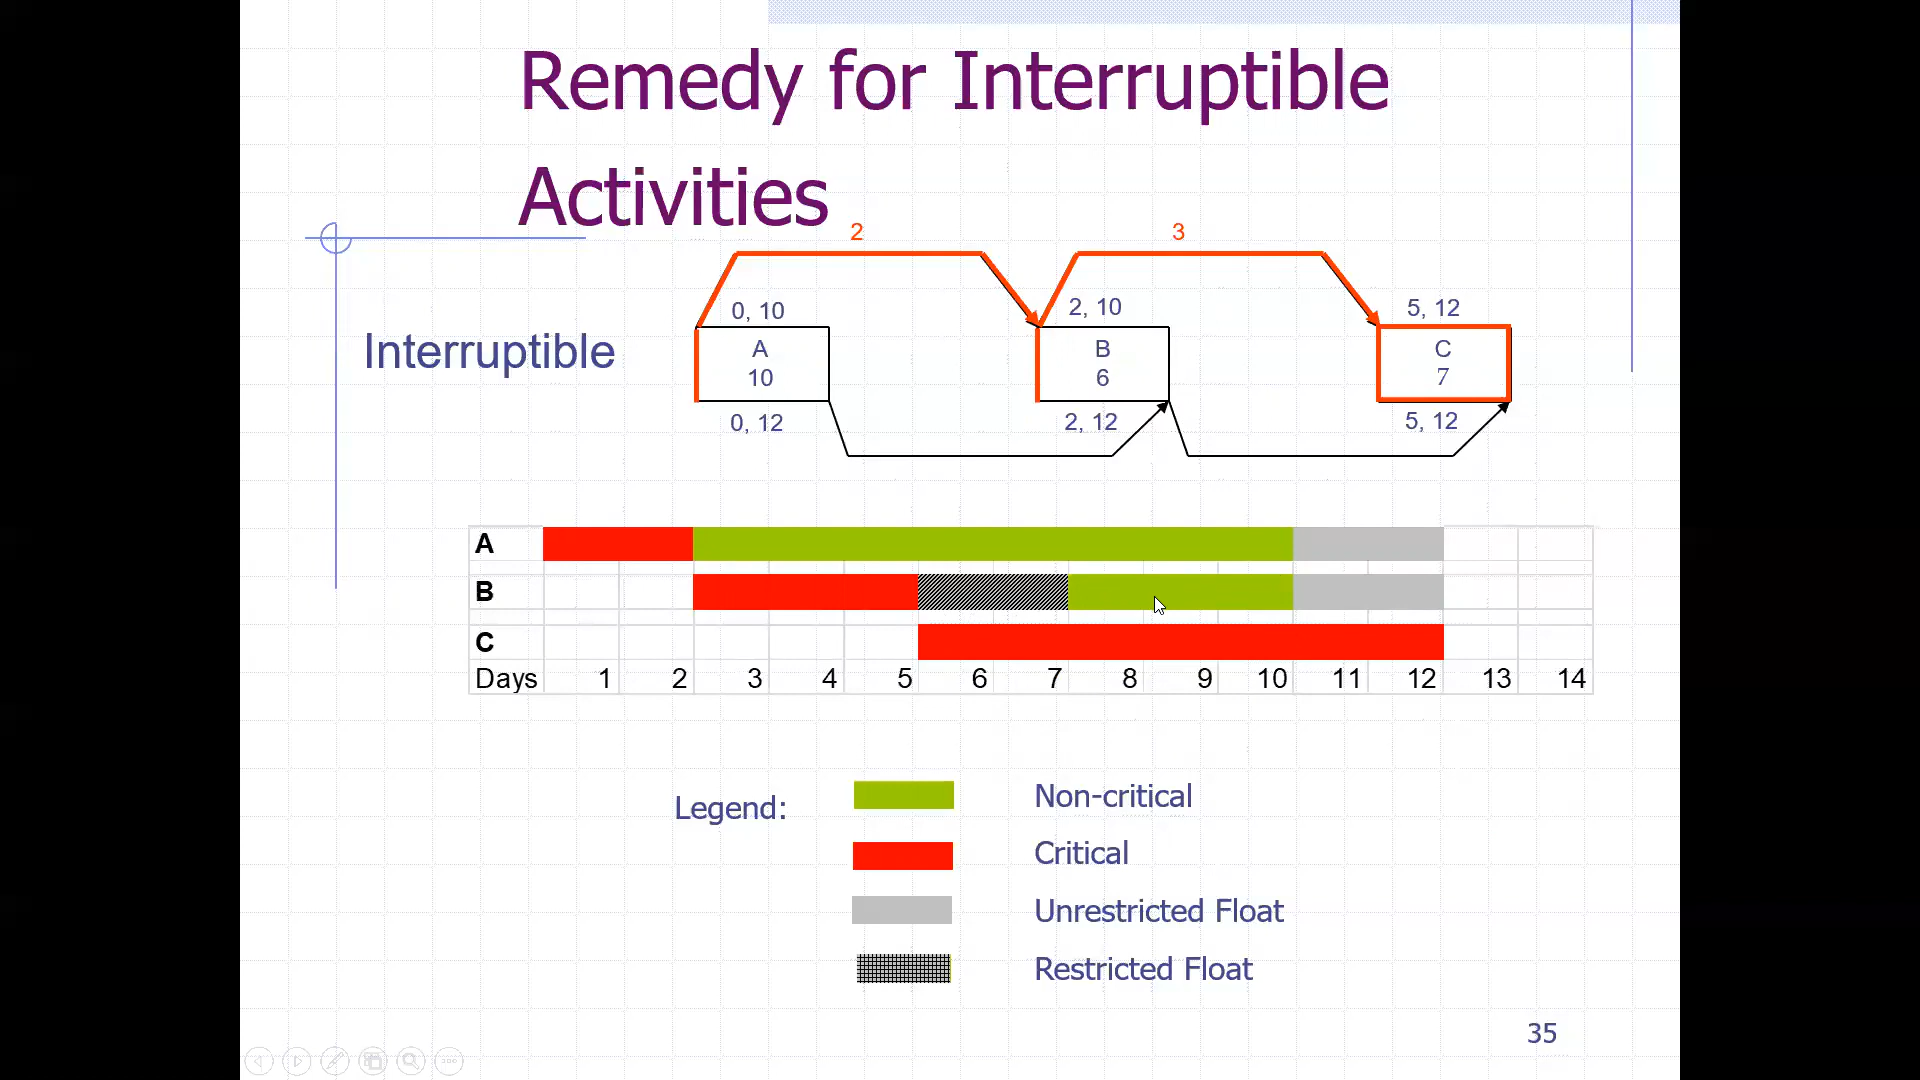 Remedy for Interruptible
Activities
2 3
0, 10 2, 10 5, 12
Interruptible
A B C
10 6 7
0, 12 2, 12 5, 12
A
B
C
Days 1 2 3 4 5 6 7 8 9 10 11 12 13 14
Legend:
Non-critical
Critical
Unrestricted Float
Restricted Float
35